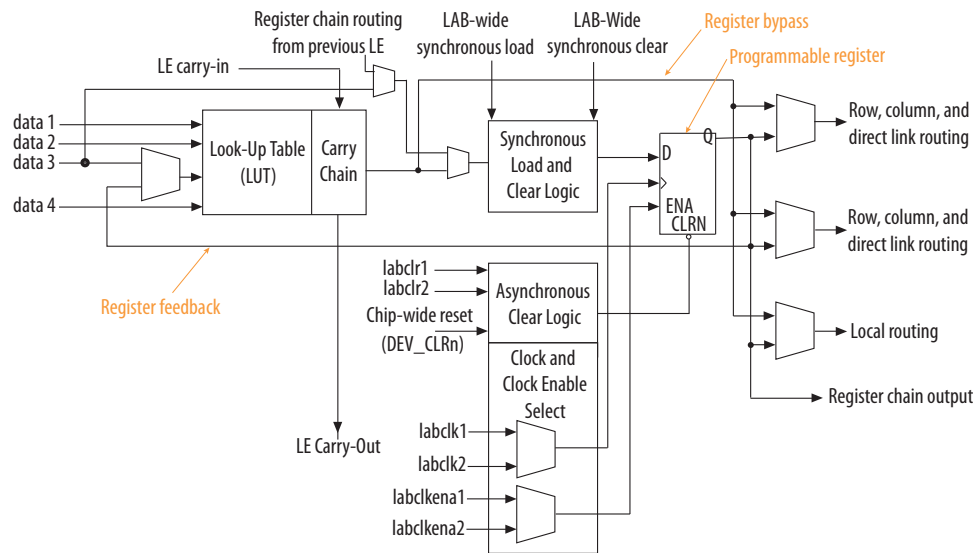 Register chain routing
from previous LE
LAB-wide
synchronous load
LAB-Wide
synchronous clear
Register bypass
Programmable register
LE carry-in
data 1
data 2
data 3
data 4
Look-Up Table
(LUT)
Carry
Chain
Synchronous
Load and
Clear Logic
D
Q
ENA
CLRN
Row, column, and
direct link routing
Row, column, and
direct link routing
Local routing
Register chain output
Register feedback
labclr1
labclr2
Chip-wide reset
(DEV_CLRn)
Asynchronous
Clear Logic
Clock and
Clock Enable
Select
LE Carry-Out
labclk1
labclk2
labclkena1
labclkena2